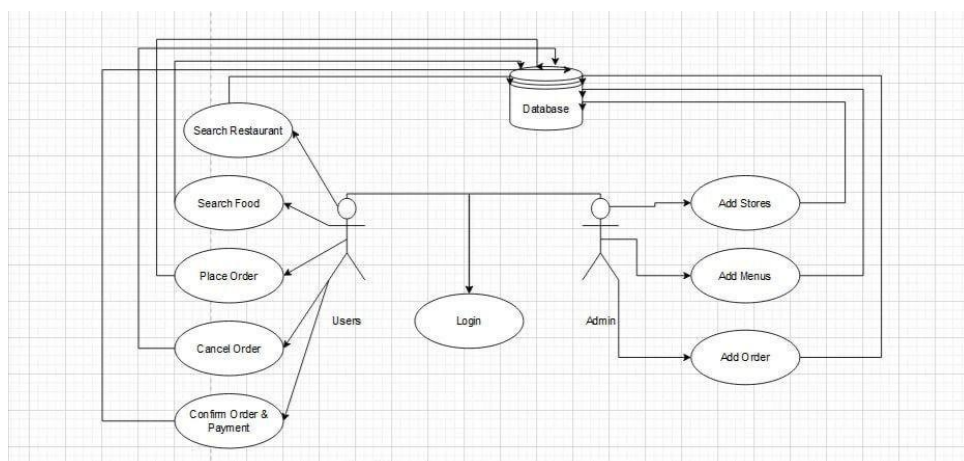 Database
Search Restaurant
Search Food
Add Stores
Place Order
Add Menus
Users
Login
Admin
Cancel Order
Add Order
Confirm Order &
Payment